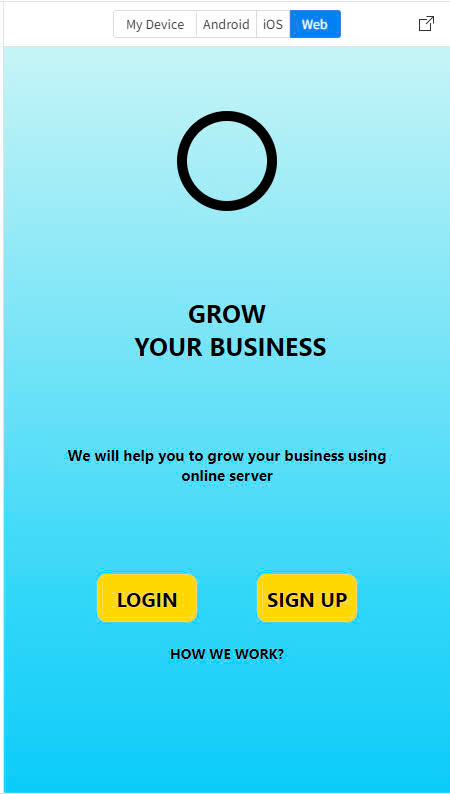 My Device Android iOS Web
GROW
YOUR BUSINESS
We will help you to grow your business using
online server
LOGIN SIGN UP
HOW WE WORK?